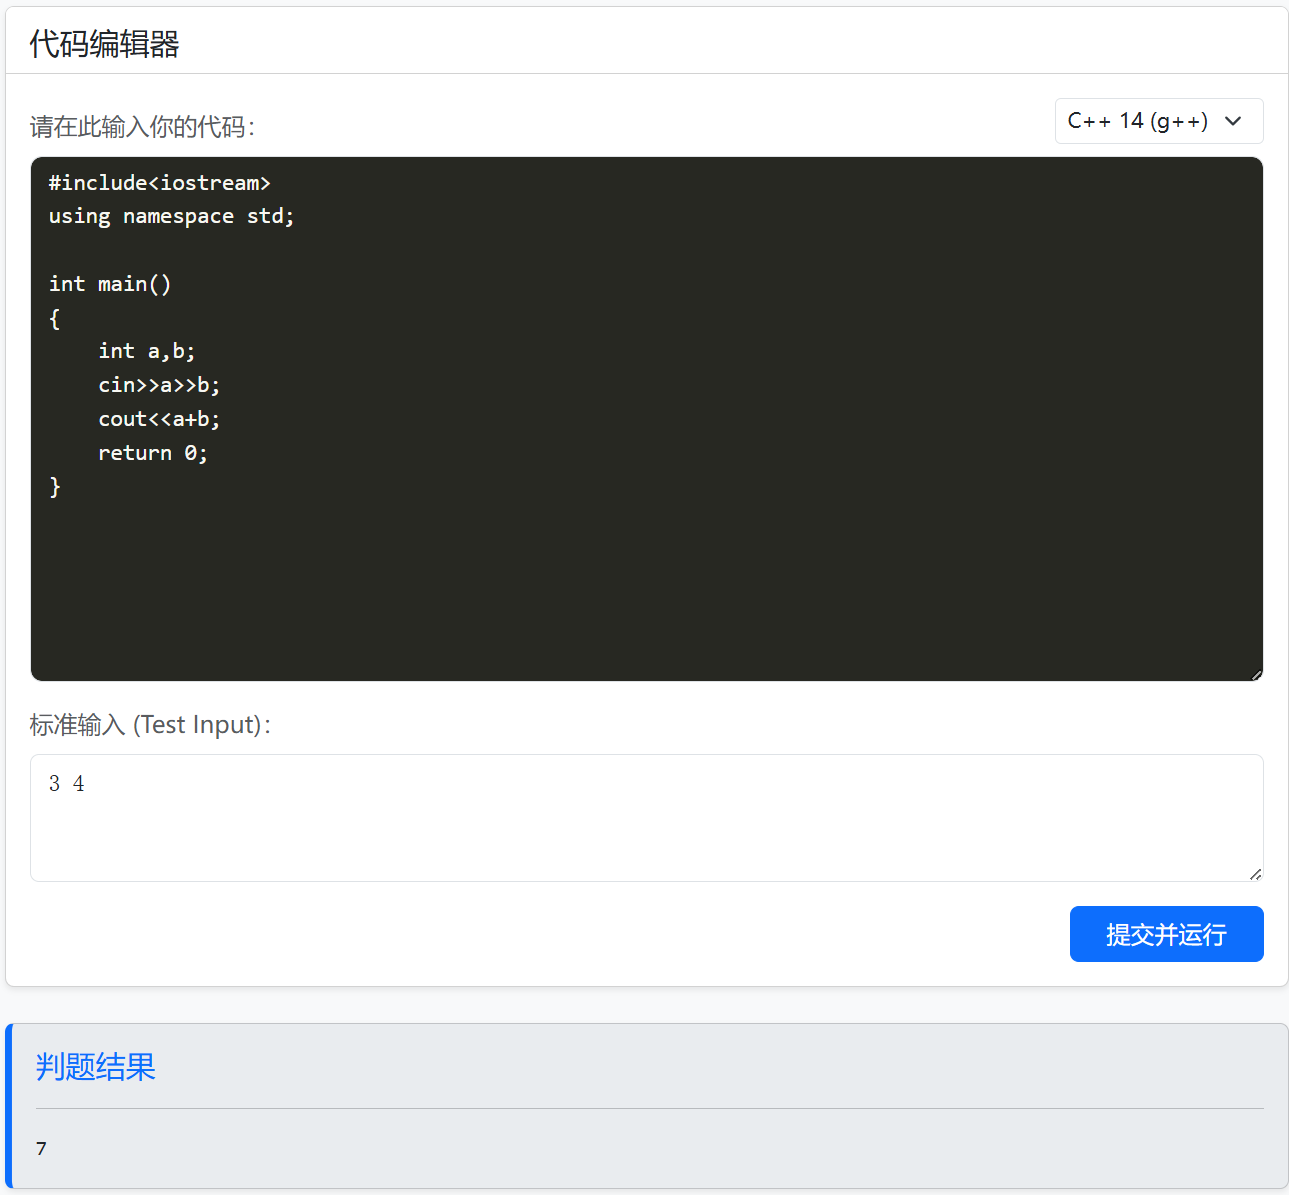 代码编辑器
请在此输入你的代码:
C++ 14 (g++)
#include<iostream>
using namespace std;
int main()
{
    int a,b;
    cin>>a>>b;
    cout<<a+b;
    return 0;
}
标准输入 (Test Input):
3 4
提交并运行
判题结果
7